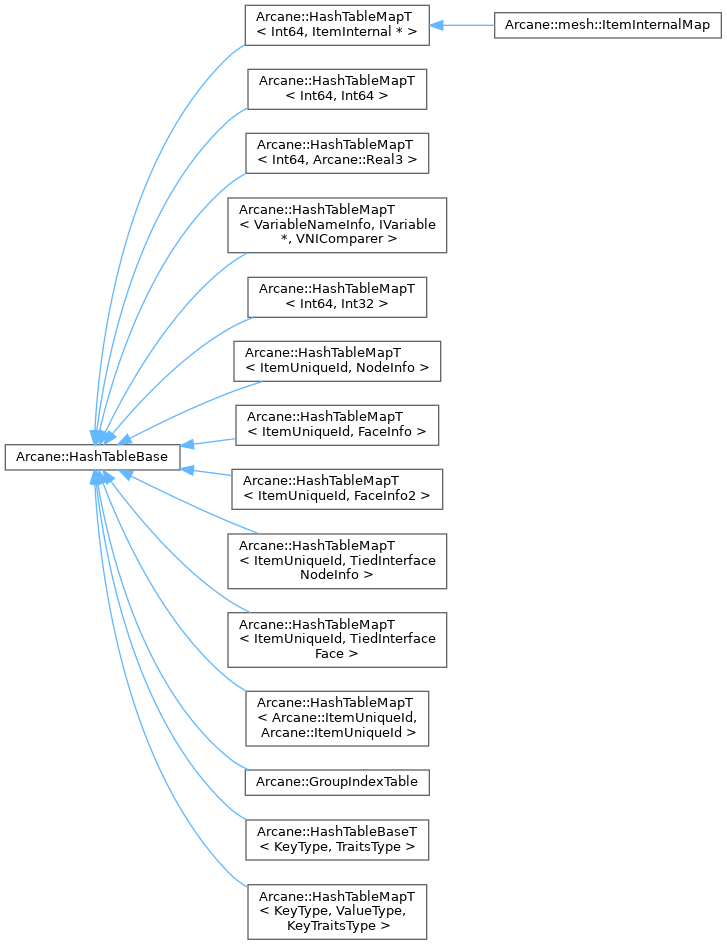 Arcane::HashTableMapT
< Int64, ItemInternal * >
Arcane::mesh::ItemInternalMap
Arcane::HashTableMapT
< Int64, Int64 >
Arcane::HashTableMapT
< Int64, Arcane::Real3 >
Arcane::HashTableMapT
< VariableNameInfo, IVariable
*, VNIComparer >
Arcane::HashTableMapT
< Int64, Int32 >
Arcane::HashTableMapT
< ItemUniqueId, NodeInfo >
Arcane::HashTableMapT
< ItemUniqueId, FaceInfo >
Arcane::HashTableBase
Arcane::HashTableMapT
< ItemUniqueId, FaceInfo2 >
Arcane::HashTableMapT
< ItemUniqueId, TiedInterface
NodeInfo >
Arcane::HashTableMapT
< ItemUniqueId, TiedInterface
Face >
Arcane::HashTableMapT
< Arcane::ItemUniqueId,
Arcane::ItemUniqueId >
Arcane::GroupIndexTable
Arcane::HashTableBaseT
< KeyType, TraitsType >
Arcane::HashTableMapT
< KeyType, ValueType,
KeyTraitsType >